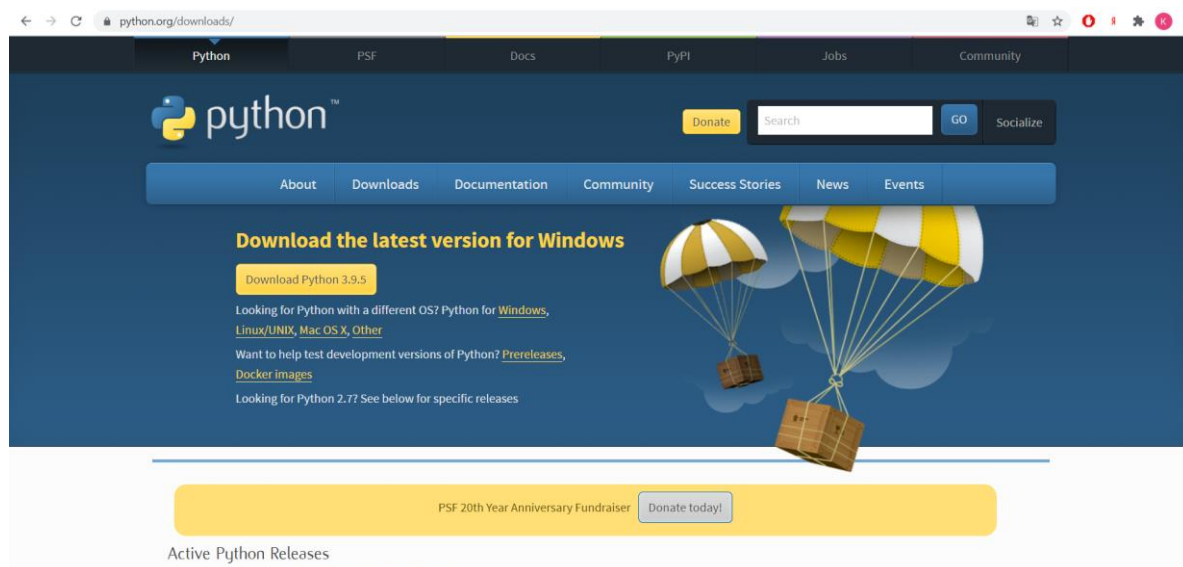 python.org/downloads/
Python PSF Docs PyPI Jobs Community
python™
Donate Search GO Socialize
About Downloads Documentation Community Success Stories News Events
Download the latest version for Windows
Download Python 3.9.5
Looking for Python with a different OS? Python for Windows,
Linux/UNIX, Mac OS X, Other
Want to help test development versions of Python? Prereleases,
Docker images
Looking for Python 2.7? See below for specific releases
PSF 20th Year Anniversary Fundraiser Donate today!
Active Python Releases